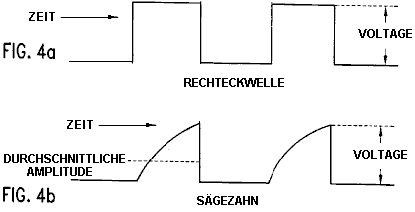 ZEIT
VOLTAGE
FIG. 4a
RECHTECKWELLE
ZEIT
DURCHSCHNITTLICHE
AMPLITUDE
VOLTAGE
FIG. 4b
SÄGEZAHN